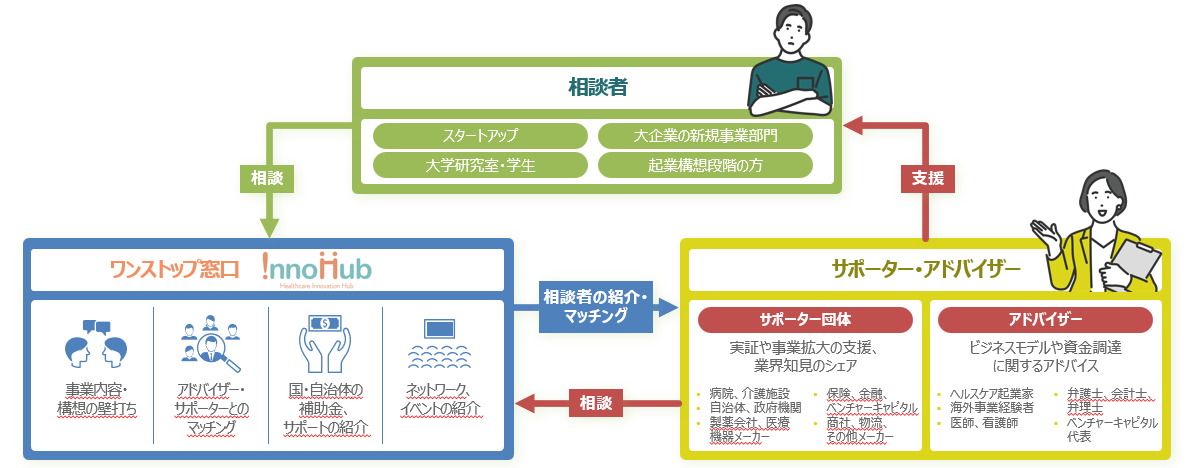 相談者
スタートアップ
大企業の新規事業部門
大学研究室・学生
起業構想段階の方
相談
支援
ワンストップ窓口 InnoHub
Healthcare Innovation Hub
事業内容・
構想の壁打ち
アドバイザー・
サポーターとの
マッチング
国・自治体の
補助金、
サポートの紹介
ネットワーク、
イベントの紹介
相談者の紹介・
マッチング
相談
サポーター・アドバイザー
サポーター団体
実証や事業拡大の支援、
業界知見のシェア
• 病院、介護施設
• 自治体、政府機関
• 製薬会社、医療
機器メーカー
• 保険、金融、
ベンチャーキャピタル
• 商社、物流、
その他メーカー
アドバイザー
ビジネスモデルや資金調達
に関するアドバイス
• ヘルスケア起業家
• 海外事業経験者
• 医師、看護師
• 弁護士、会計士、
弁理士
• ベンチャーキャピタル
代表